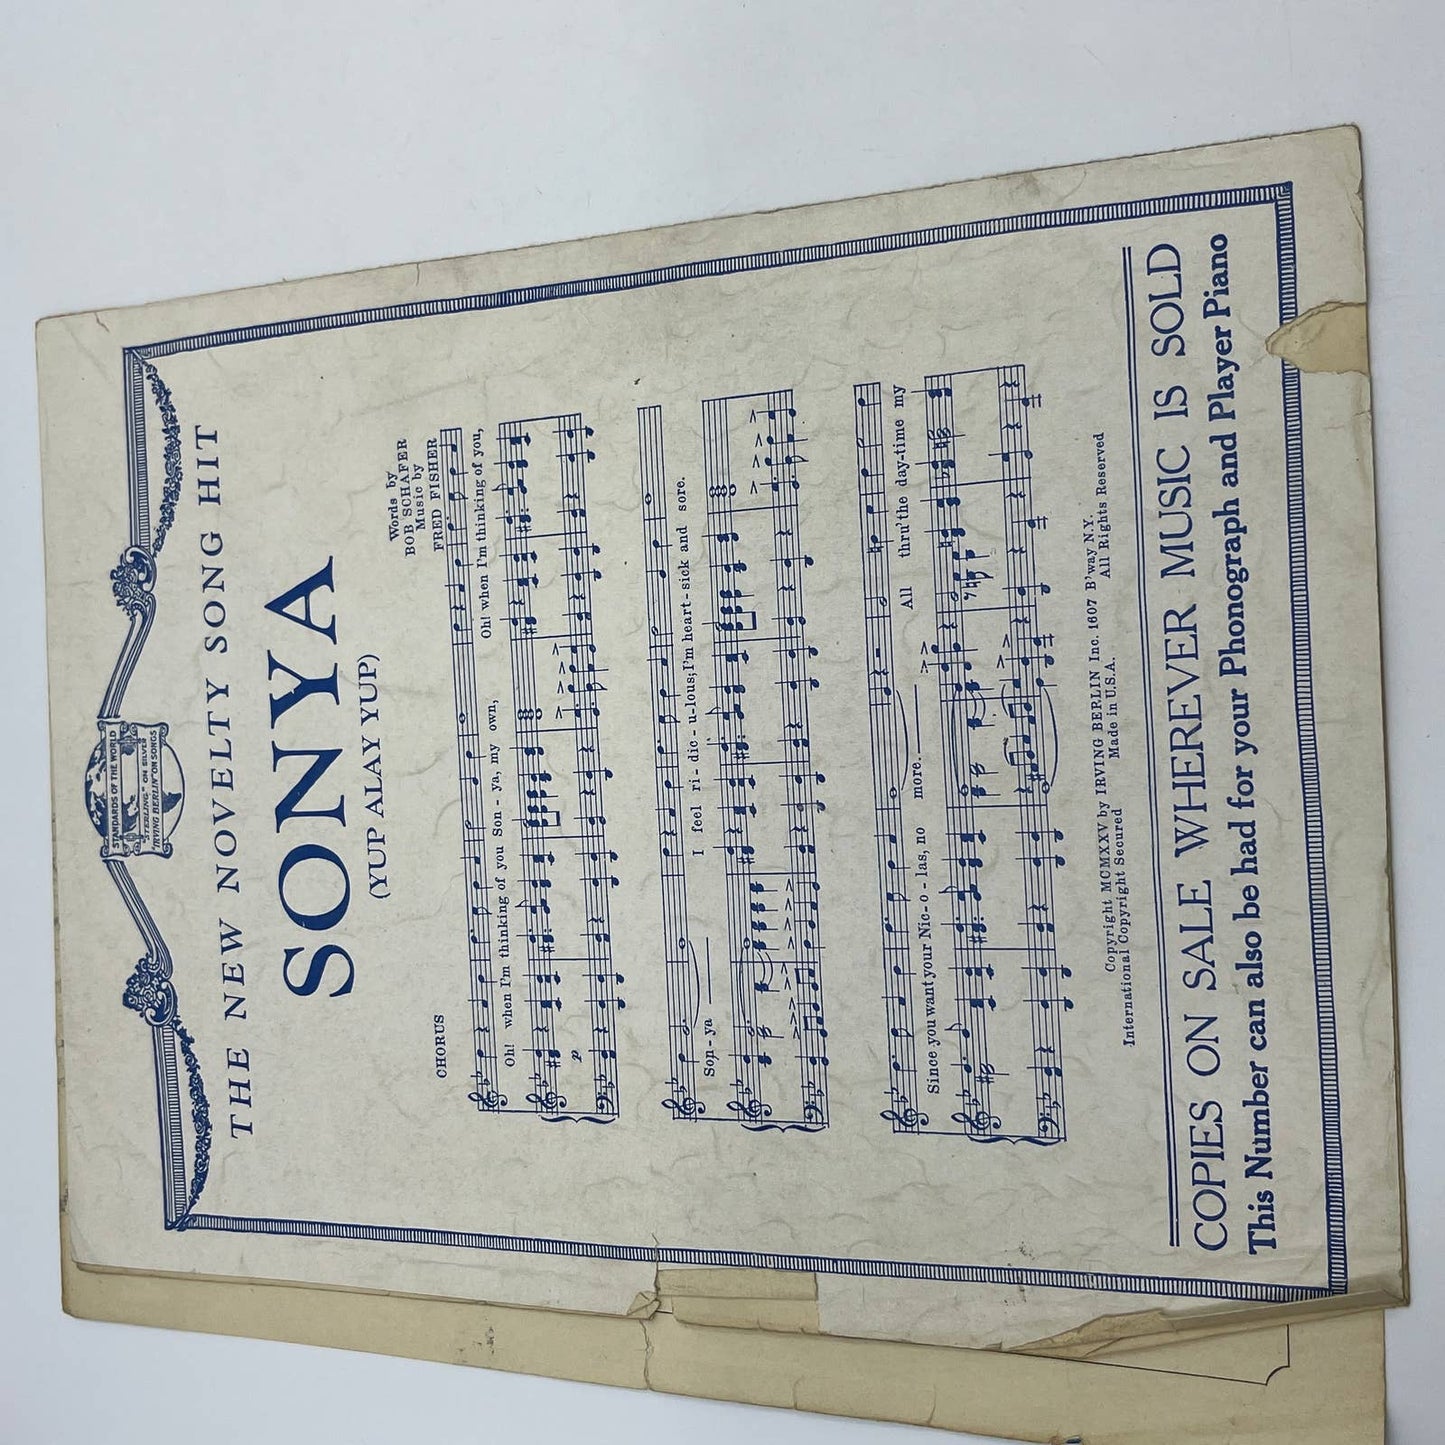 STANDARDS OF THE WORLD
"STERLING" ON SILVER
"IRVING BERLIN" ON SONGS
THE NEW NOVELTY SONG HIT
SONYA
(YUP ALAY YUP)
Words by
BOB SCHAFER
Music by
FRED FISHER
CHORUS
Oh! when I'm thinking of you Son - ya, my own, Oh! when I'm thinking of you,
p
Son - ya I feel ri - dic - u - lous; I'm heart - sick and sore.
Since you want your Nic - o - las, no more. All thru' the day-time my
Copyright MCMXXV by IRVING BERLIN Inc. 1607 B'way N.Y.
International Copyright Secured Made in U.S.A. All Rights Reserved
COPIES ON SALE WHEREVER MUSIC IS SOLD
This Number can also be had for your Phonograph and Player Piano